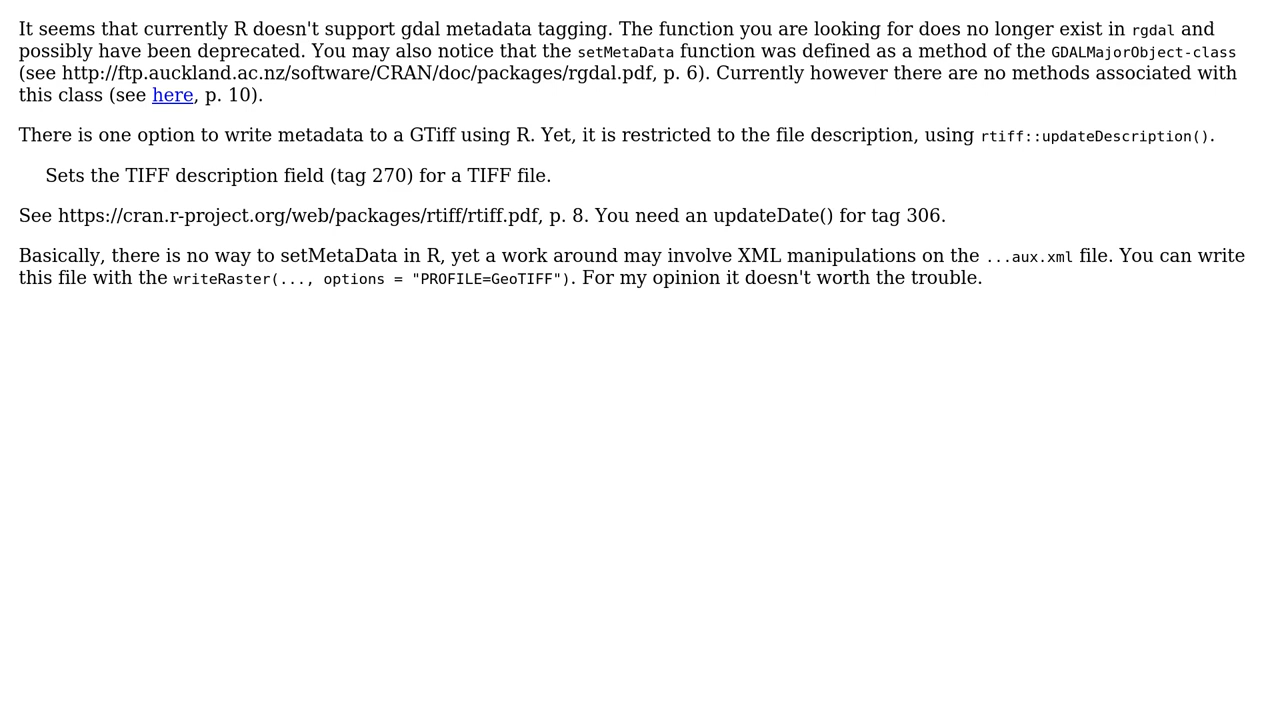 It seems that currently R doesn't support gdal metadata tagging. The function you are looking for does no longer exist in rgdal and
possibly have been deprecated. You may also notice that the setMetaData function was defined as a method of the GDALMajorObject-class
(see http://ftp.auckland.ac.nz/software/CRAN/doc/packages/rgdal.pdf, p. 6). Currently however there are no methods associated with
this class (see here, p. 10).
There is one option to write metadata to a GTiff using R. Yet, it is restricted to the file description, using rtiff::updateDescription().
Sets the TIFF description field (tag 270) for a TIFF file.
See https://cran.r-project.org/web/packages/rtiff/rtiff.pdf, p. 8. You need an updateDate() for tag 306.
Basically, there is no way to setMetaData in R, yet a work around may involve XML manipulations on the ...aux.xml file. You can write
this file with the writeRaster(..., options = "PROFILE=GeoTIFF"). For my opinion it doesn't worth the trouble.